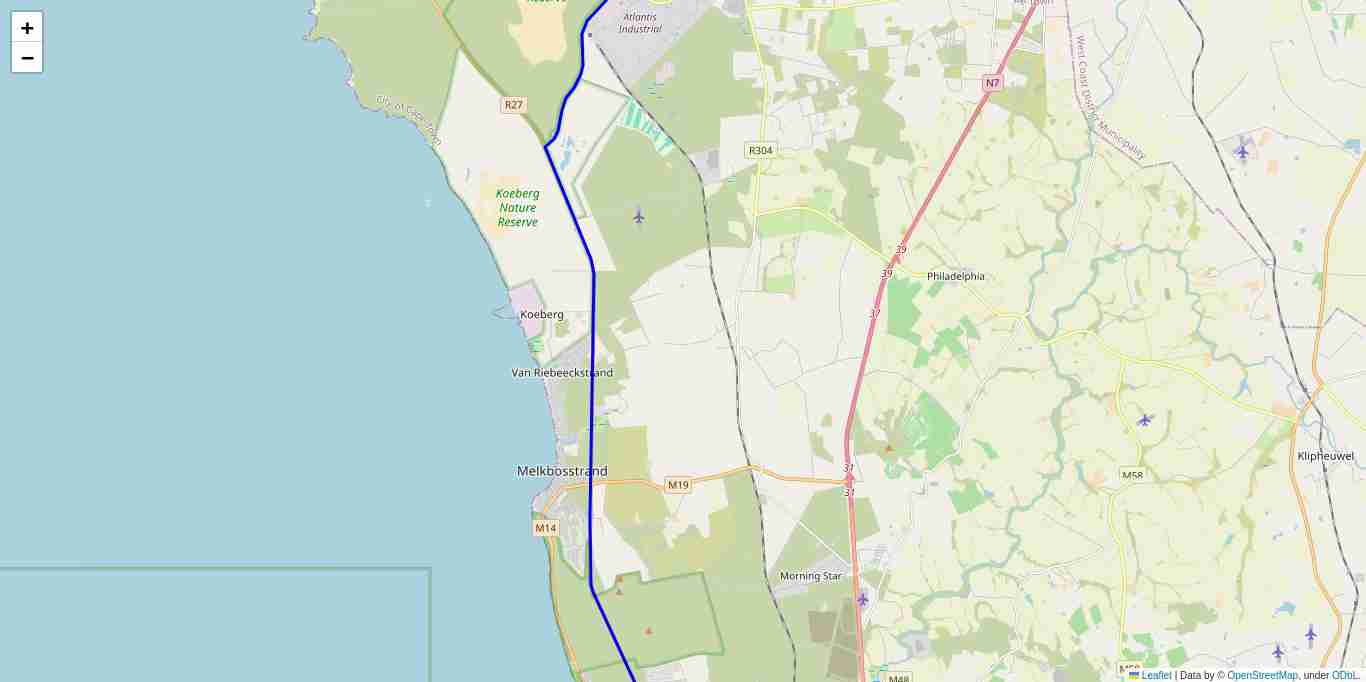 +
−
Reserve
Atlantis
Industrial
N7
West Coast District Municipality
City of Cape Town
R27
R304
Koeberg
Nature
Reserve
39
39
Philadelphia
37
Koeberg
Van Riebeeckstrand
Melkbosstrand
M19
31
31
M58
Klipheuwel
M14
Morning Star
M48
Leaflet | Data by © OpenStreetMap, under ODbL.